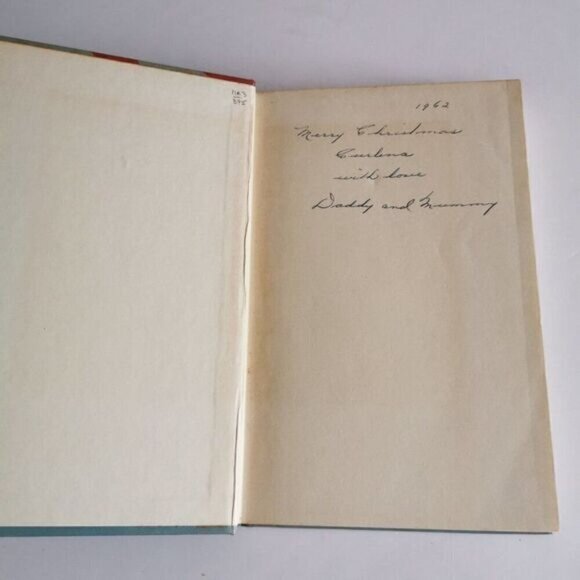 1962
Merry Christmas
with love
Daddy and Mummy